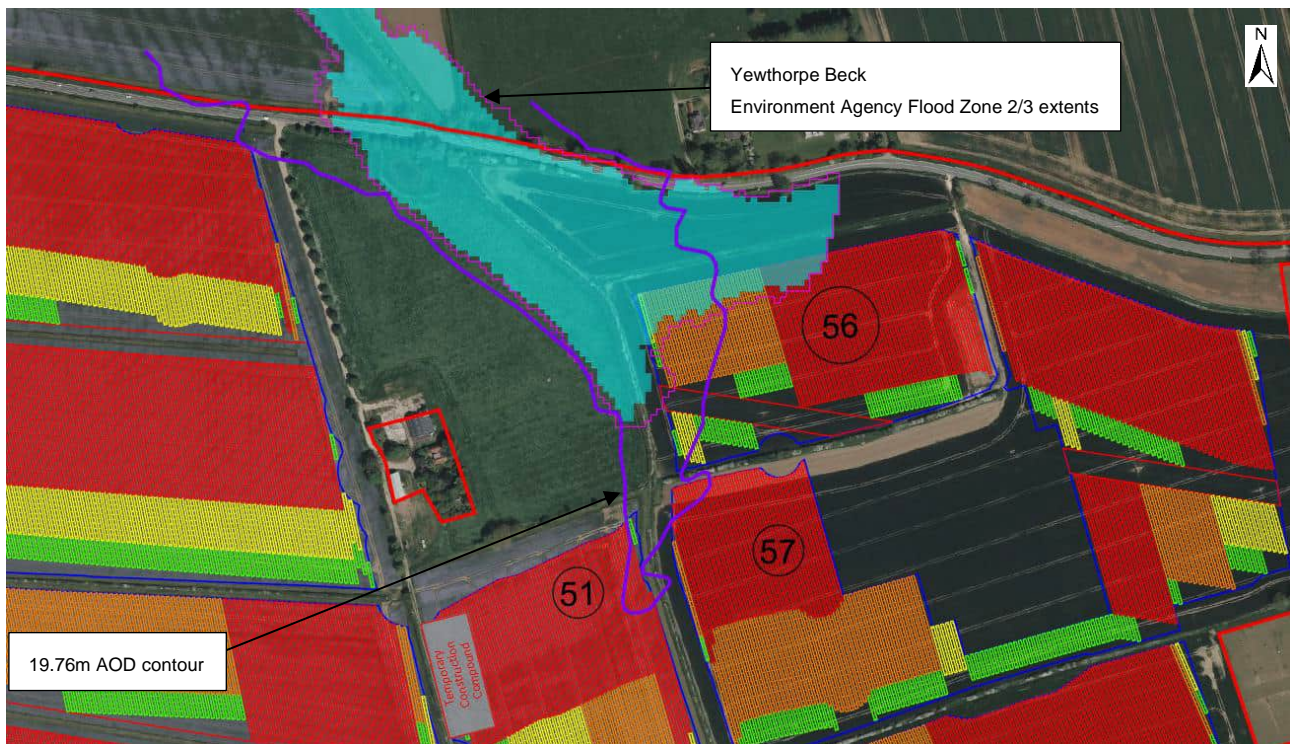 N
Yewthorpe Beck
Environment Agency Flood Zone 2/3 extents
56
57
51
19.76m AOD contour
Temporary
Construction
Compound